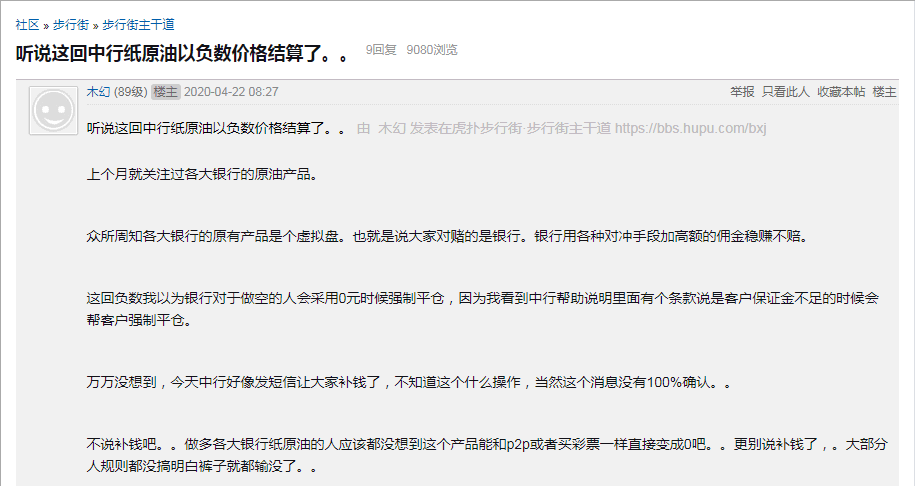 社区 » 步行街 » 步行街主干道
听说这回中行纸原油以负数价格结算了。。 9回复 9080浏览
木幻 (89级) 楼主 2020-04-22 08:27 举报 只看此人 收藏本帖 楼主
听说这回中行纸原油以负数价格结算了。。 由 木幻 发表在虎扑步行街·步行街主干道 https://bbs.hupu.com/bxj
上个月就关注过各大银行的原油产品。
众所周知各大银行的原有产品是个虚拟盘。也就是说大家对赌的是银行。银行用各种对冲手段加高额的佣金稳赚不赔。
这回负数我以为银行对于做空的人会采用0元时候强制平仓，因为我看到中行帮助说明里面有个条款说是客户保证金不足的时候会
帮客户强制平仓。
万万没想到，今天中行好像发短信让大家补钱了，不知道这个什么操作，当然这个消息没有100%确认。。
不说补钱吧。。做多各大银行纸原油的人应该都没想到这个产品能和p2p或者买彩票一样直接变成0吧。。更别说补钱了，。大部分
人规则都没搞明白裤子就都输没了。。